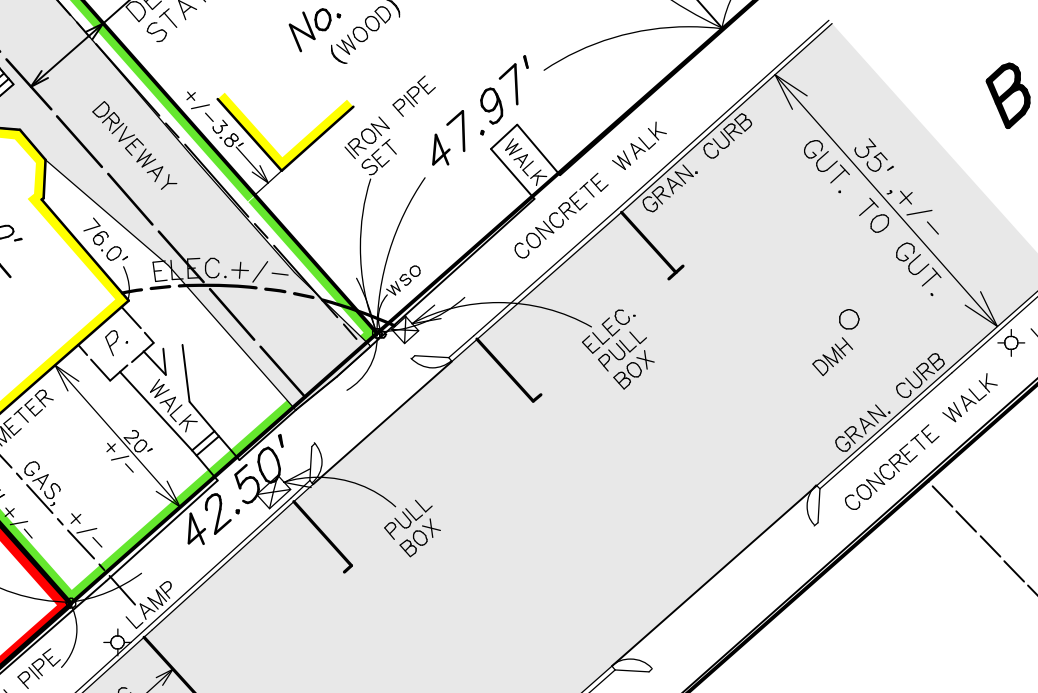 No.
(WOOD)
B
47.97'
IRON PIPE
SET
+/-3.8'
DRIVEWAY
WALK
CONCRETE WALK
GRAN. CURB
35',+/-
GUT. TO GUT.
76.0'
ELEC.+/-
WSO
P.
WALK
20'
+/-
METER
GAS, +/-
+/-
ELEC.
PULL
BOX
DMH
GRAN. CURB
CONCRETE WALK
42.50'
PULL
BOX
LAMP
PIPE